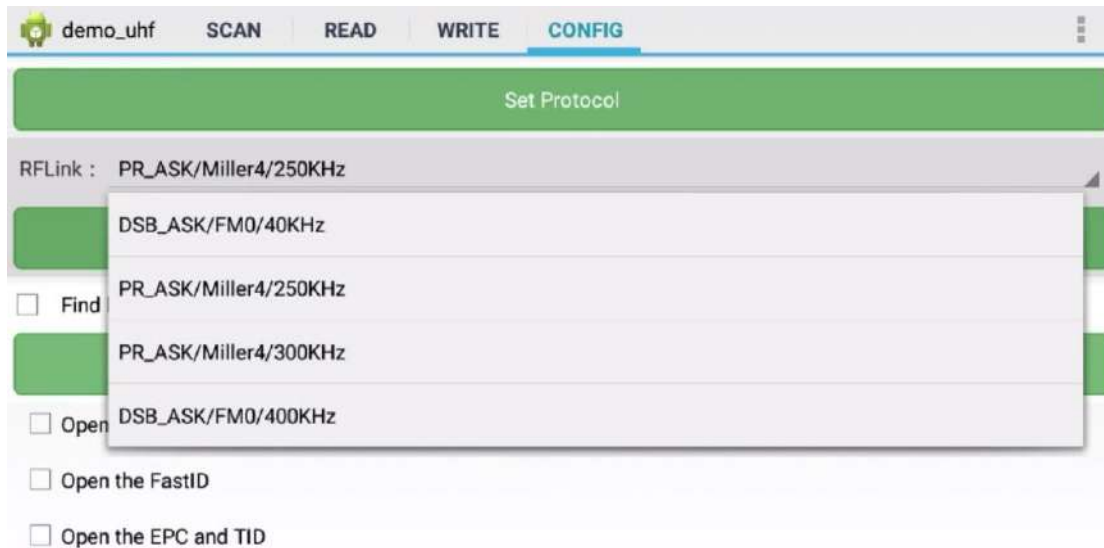 demo_uhf SCAN READ WRITE CONFIG
Set Protocol
RFLink : PR_ASK/Miller4/250KHz
DSB_ASK/FM0/40KHz
PR_ASK/Miller4/250KHz
Find
PR_ASK/Miller4/300KHz
DSB_ASK/FM0/400KHz
Open
Open the FastID
Open the EPC and TID